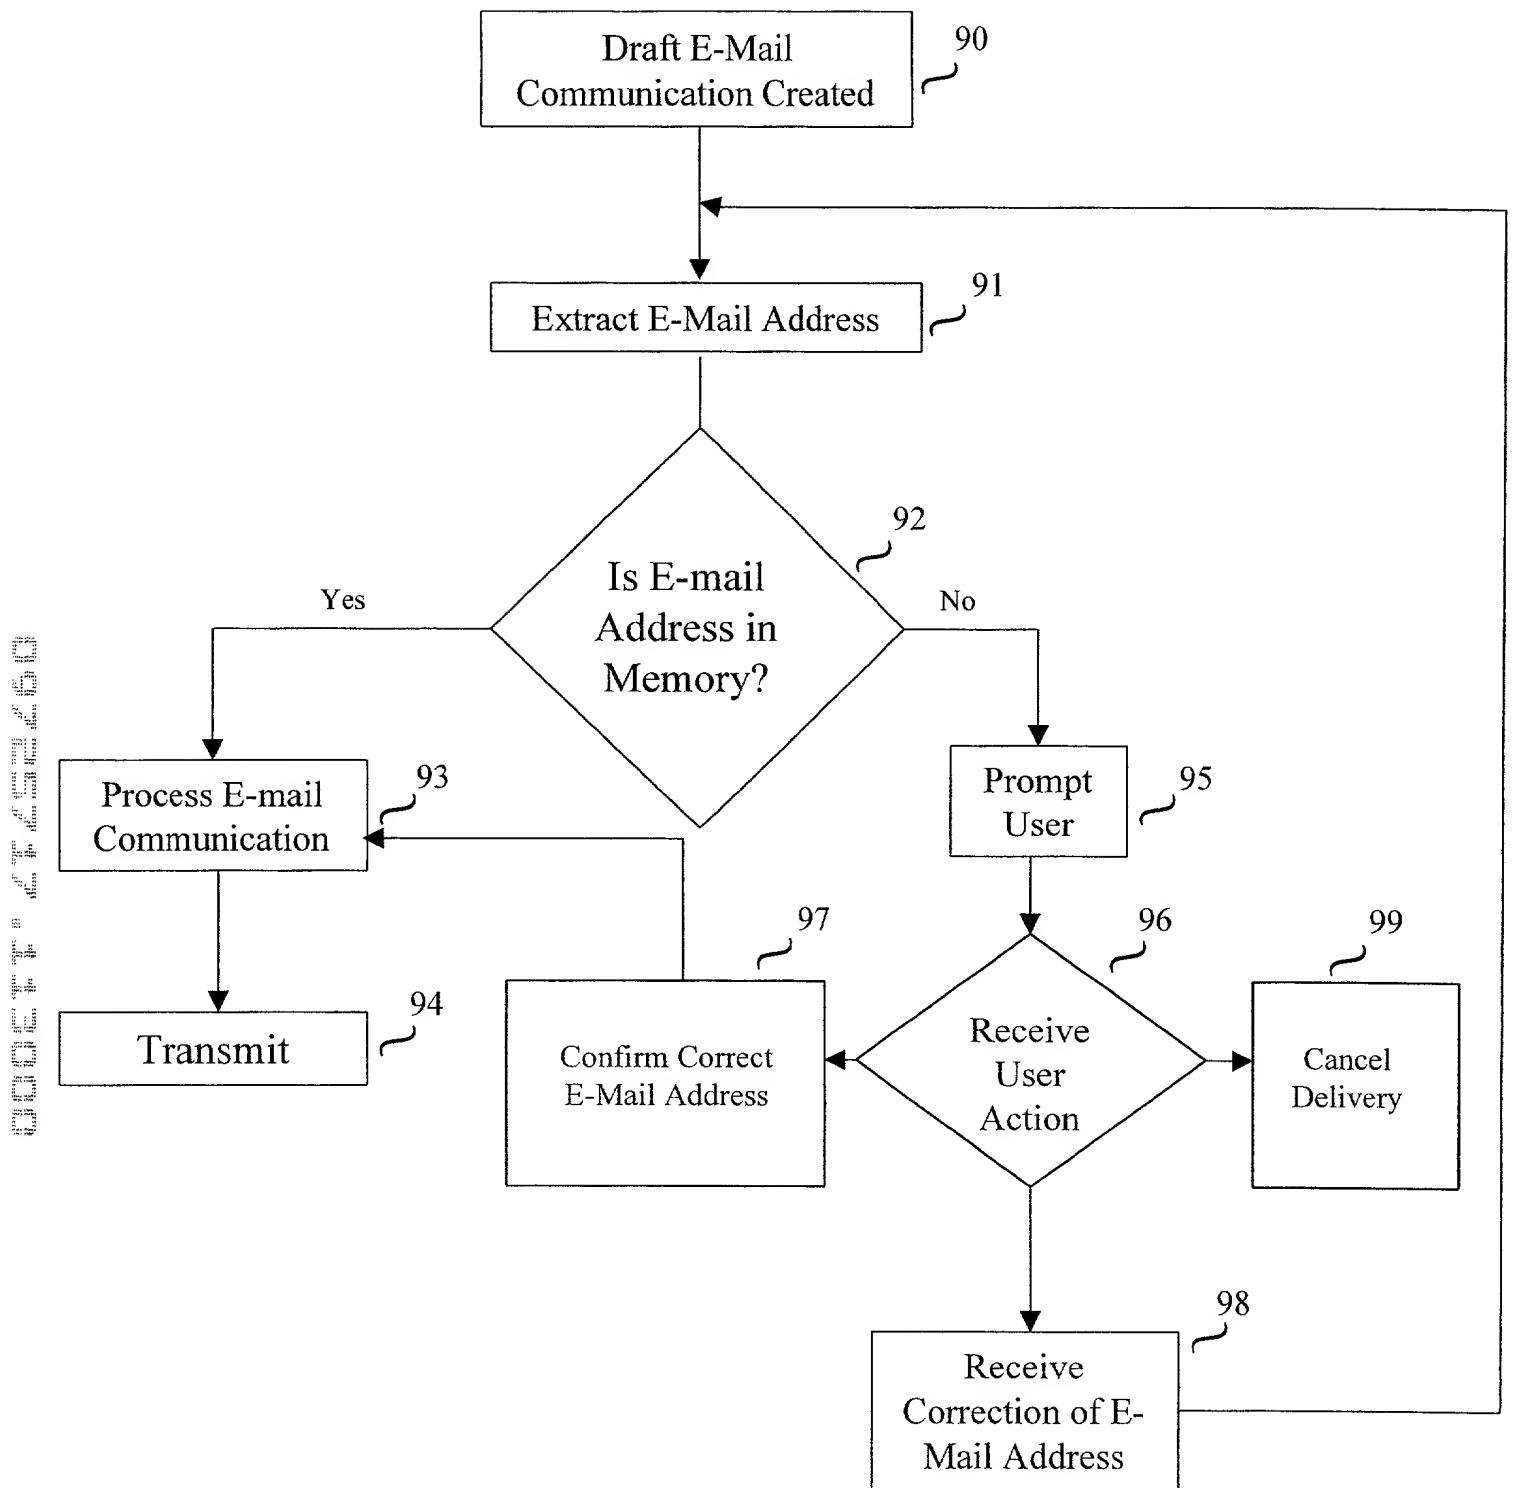 Draft E-Mail
Communication Created
90
Extract E-Mail Address
91
92
Is E-mail
Address in
Memory?
Yes
No
Process E-mail
Communication
93
Prompt
User
95
Transmit
94
97
Confirm Correct
E-Mail Address
96
Receive
User
Action
99
Cancel
Delivery
98
Receive
Correction of E-
Mail Address